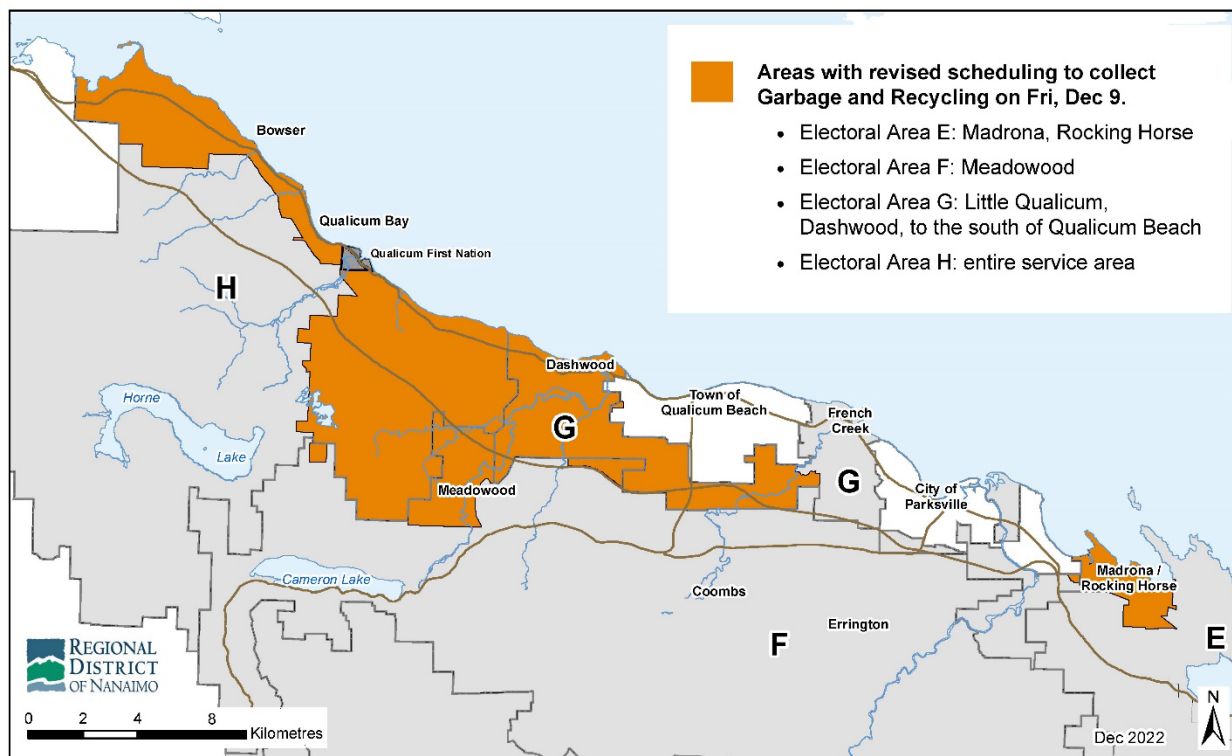 Areas with revised scheduling to collect
Garbage and Recycling on Fri, Dec 9.
• Electoral Area E: Madrona, Rocking Horse
• Electoral Area F: Meadowood
• Electoral Area G: Little Qualicum,
Dashwood, to the south of Qualicum Beach
• Electoral Area H: entire service area
Bowser
Qualicum Bay
Qualicum First Nation
H
Dashwood
Town of
Qualicum Beach
French
Creek
Horne
Lake
G
G
Meadowood
City of
Parksville
Cameron Lake
Coombs
Madrona /
Rocking Horse
Errington
F
E
REGIONAL
DISTRICT
OF NANAIMO
0 2 4 8
Kilometres
N
Dec 2022